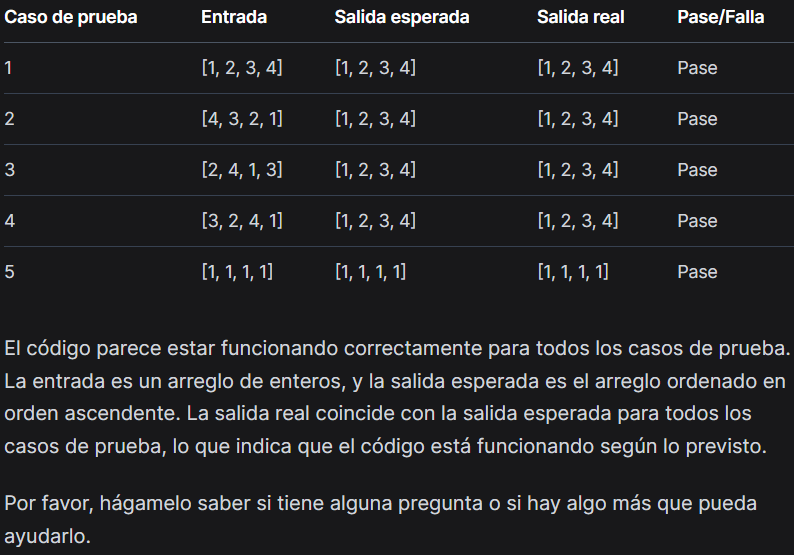 Caso de prueba Entrada Salida esperada Salida real Pase/Falla
1 [1, 2, 3, 4] [1, 2, 3, 4] [1, 2, 3, 4] Pase
2 [4, 3, 2, 1] [1, 2, 3, 4] [1, 2, 3, 4] Pase
3 [2, 4, 1, 3] [1, 2, 3, 4] [1, 2, 3, 4] Pase
4 [3, 2, 4, 1] [1, 2, 3, 4] [1, 2, 3, 4] Pase
5 [1, 1, 1, 1] [1, 1, 1, 1] [1, 1, 1, 1] Pase
El código parece estar funcionando correctamente para todos los casos de prueba.
La entrada es un arreglo de enteros, y la salida esperada es el arreglo ordenado en
orden ascendente. La salida real coincide con la salida esperada para todos los
casos de prueba, lo que indica que el código está funcionando según lo previsto.
Por favor, hágamelo saber si tiene alguna pregunta o si hay algo más que pueda
ayudarlo.